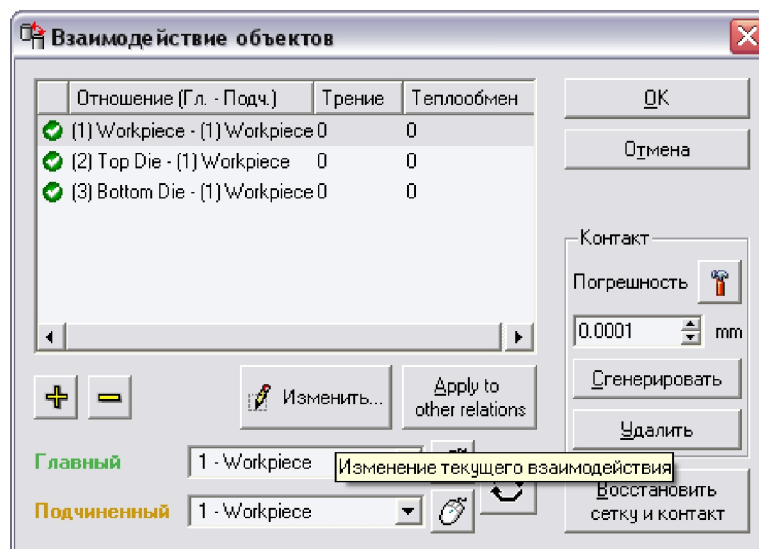 Взаимодействие объектов
Отношение (Гл. - Подч.) Трение Теплообмен
(1) Workpiece - (1) Workpiece 0 0
(2) Top Die - (1) Workpiece 0 0
(3) Bottom Die - (1) Workpiece 0 0
OK
Отмена
Контакт
Погрешность
0.0001 mm
Сгенерировать
Удалить
Изменить...
Apply to
other relations
Главный 1 - Workpiece
Изменение текущего взаимодействия
Подчиненный 1 - Workpiece
Восстановить
сетку и контакт